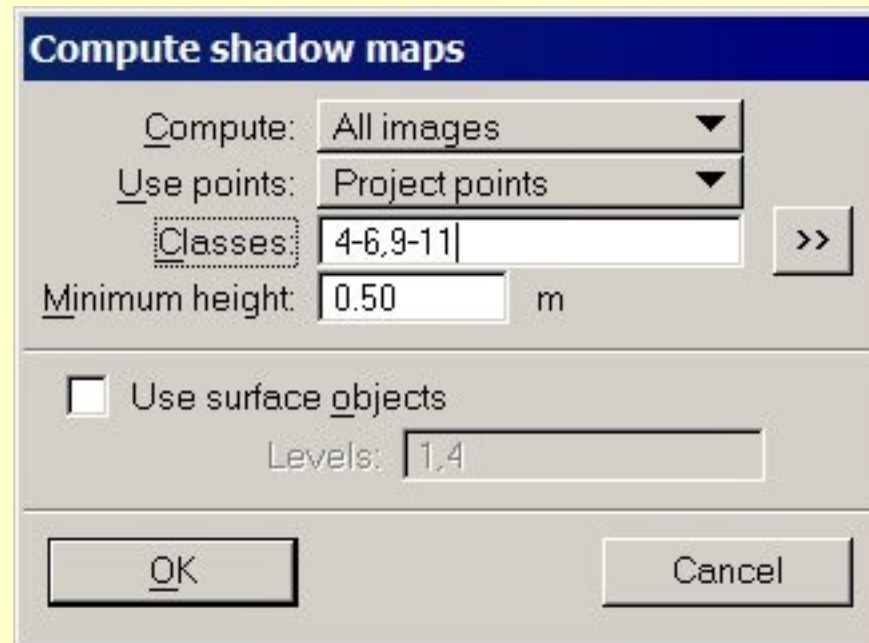 Compute shadow maps
Compute: All images
Use points: Project points
Classes: 4-6,9-11 >>
Minimum height: 0.50 m
Use surface objects
Levels: 1,4
OK Cancel